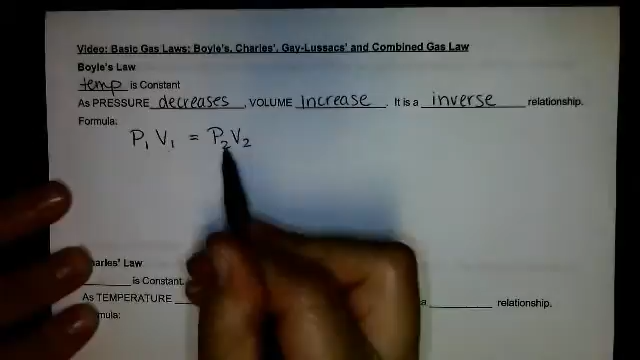 Video: Basic Gas Laws: Boyle's, Charles', Gay-Lussacs' and Combined Gas Law
Boyle's Law
temp is Constant
As PRESSURE decreases, VOLUME increase. It is a inverse relationship.
Formula:
P₁ V₁ = P₂ V₂
harles' Law
is Constant.
As TEMPERATURE a relationship.
mula: